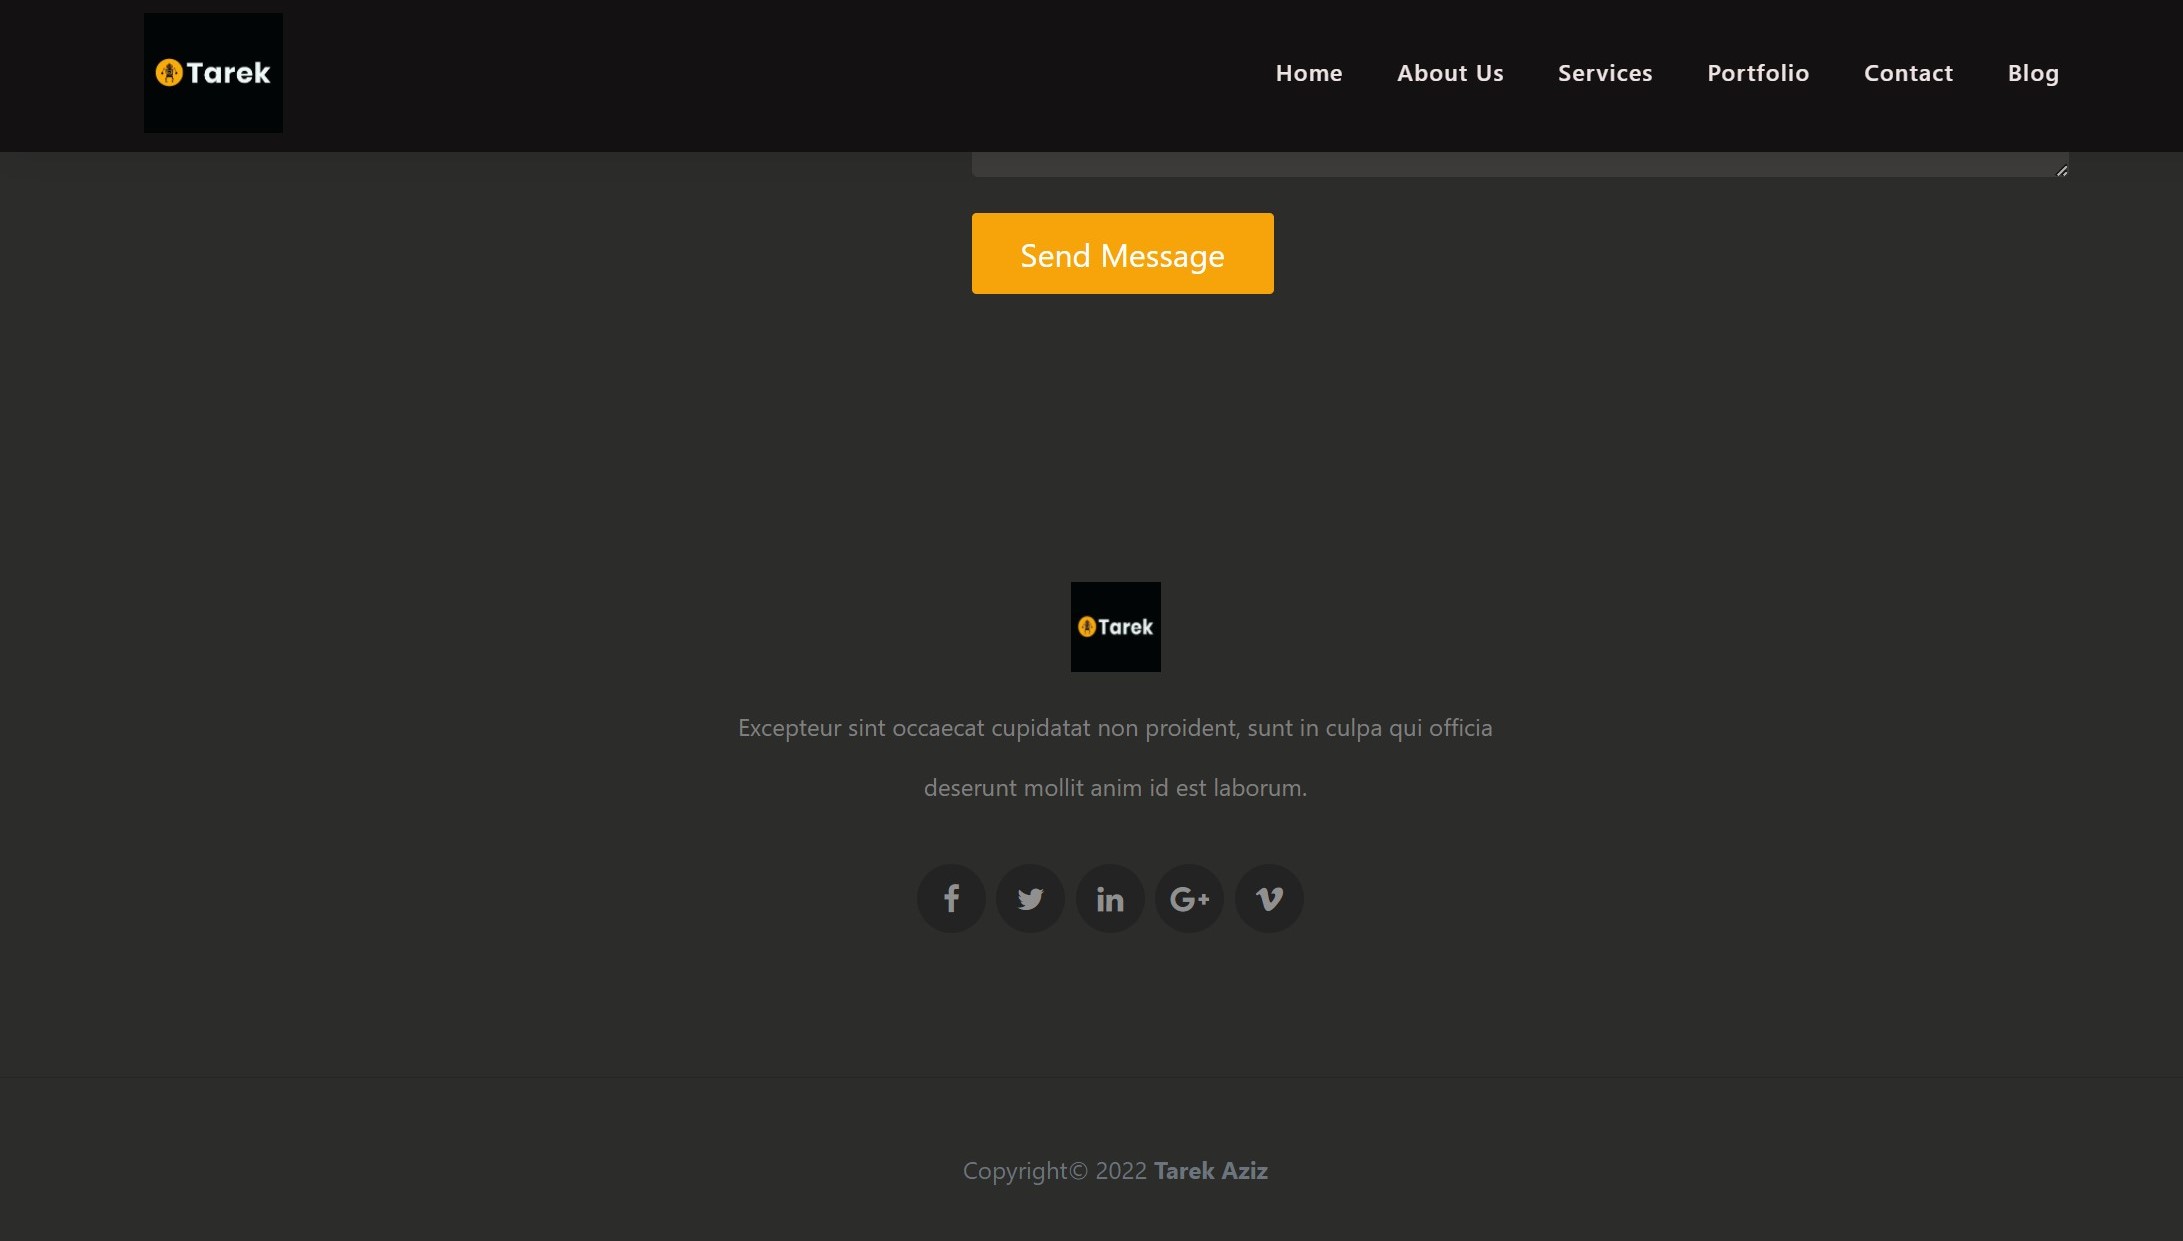 Tarek
Home About Us Services Portfolio Contact Blog
Send Message
Tarek
Excepteur sint occaecat cupidatat non proident, sunt in culpa qui officia
deserunt mollit anim id est laborum.
Copyright© 2022 Tarek Aziz